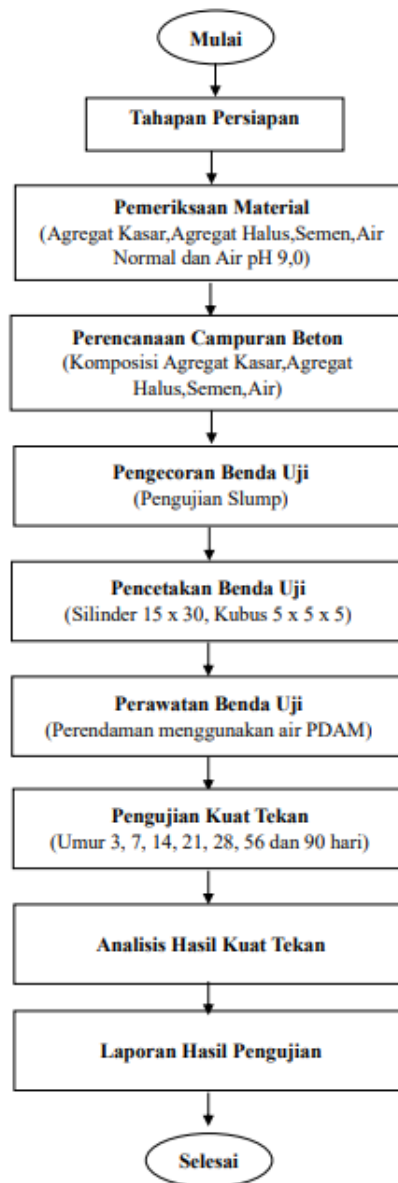 Mulai
Tahapan Persiapan
Pemeriksaan Material
(Agregat Kasar,Agregat Halus,Semen,Air
Normal dan Air pH 9,0)
Perencanaan Campuran Beton
(Komposisi Agregat Kasar,Agregat
Halus,Semen,Air)
Pengecoran Benda Uji
(Pengujian Slump)
Pencetakan Benda Uji
(Silinder 15 x 30, Kubus 5 x 5 x 5)
Perawatan Benda Uji
(Perendaman menggunakan air PDAM)
Pengujian Kuat Tekan
(Umur 3, 7, 14, 21, 28, 56 dan 90 hari)
Analisis Hasil Kuat Tekan
Laporan Hasil Pengujian
Selesai